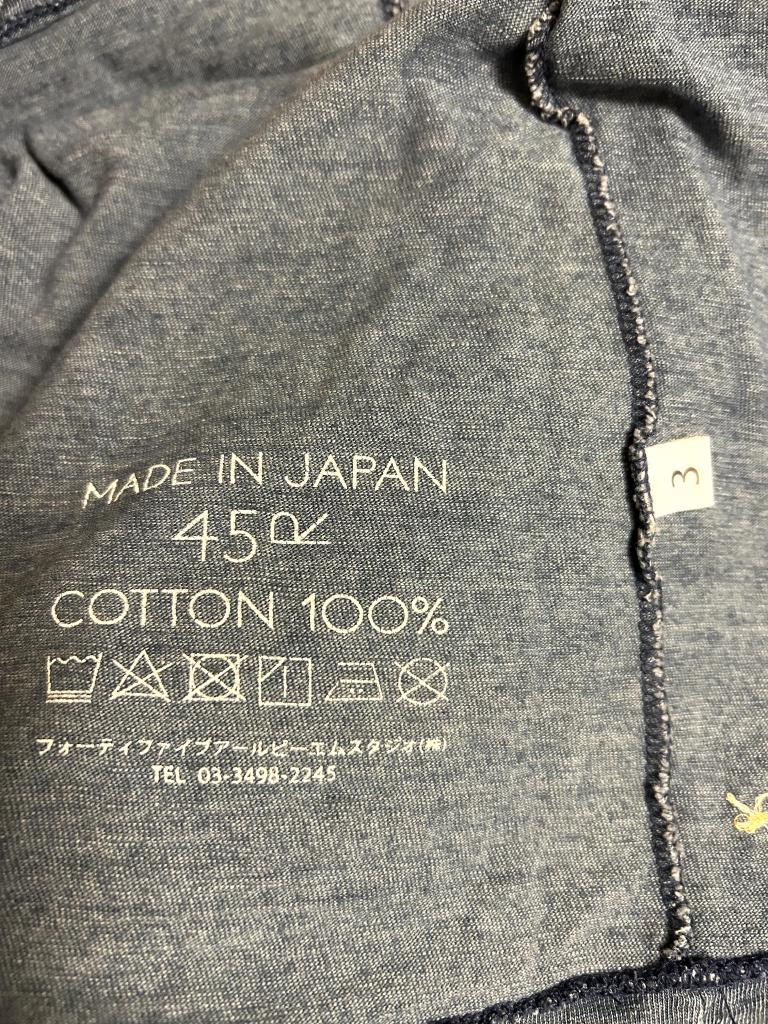 MADE IN JAPAN
45R
COTTON 100%
フォーティファイブアールピーエムスタジオ(株)
TEL 03-3498-2245
3